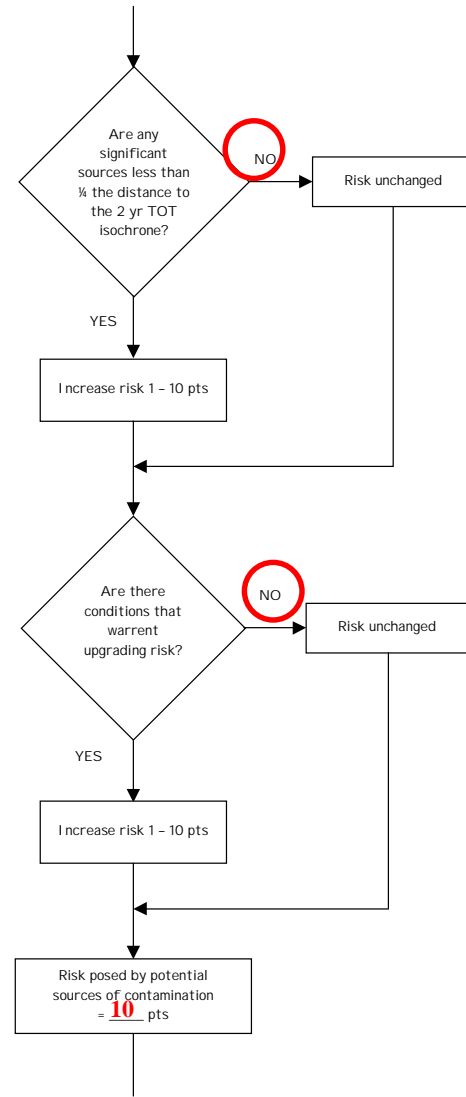 Are any
significant
sources less than
¼ the distance to
the 2 yr TOT
isochrone?
NO
Risk unchanged
YES
Increase risk 1 – 10 pts
Are there
conditions that
warrent
upgrading risk?
NO
Risk unchanged
YES
Increase risk 1 – 10 pts
Risk posed by potential
sources of contamination
= 10 pts